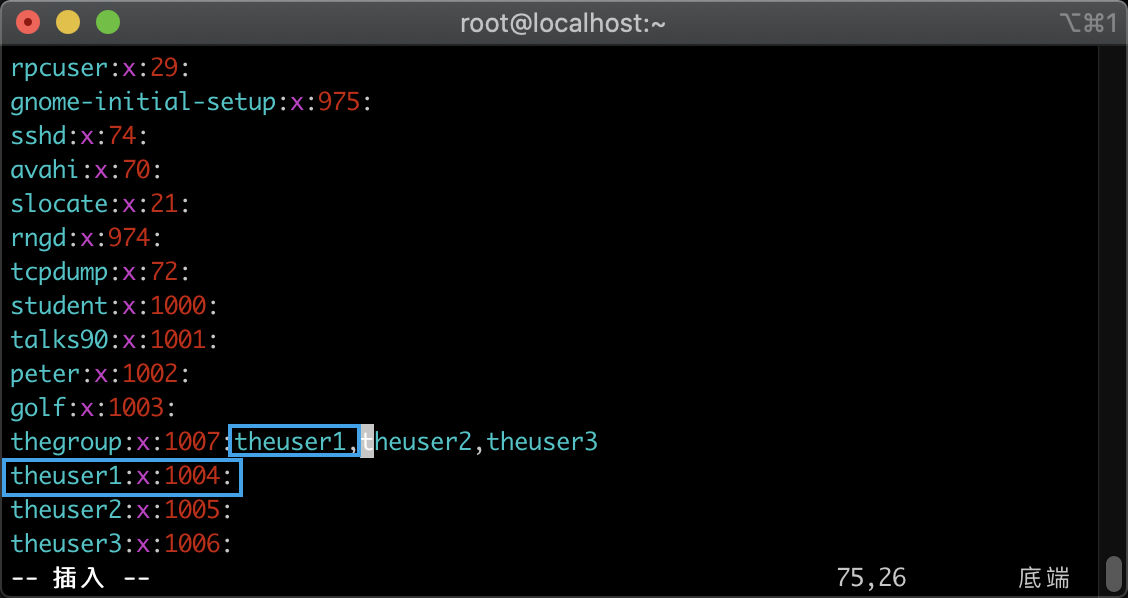 root@localhost:~
⌥⌘1
rpcuser:x:29:
gnome-initial-setup:x:975:
sshd:x:74:
avahi:x:70:
slocate:x:21:
rngd:x:974:
tcpdump:x:72:
student:x:1000:
talks90:x:1001:
peter:x:1002:
golf:x:1003:
thegroup:x:1007:theuser1,theuser2,theuser3
theuser1:x:1004:
theuser2:x:1005:
theuser3:x:1006:
-- 插入 -- 75,26 底端